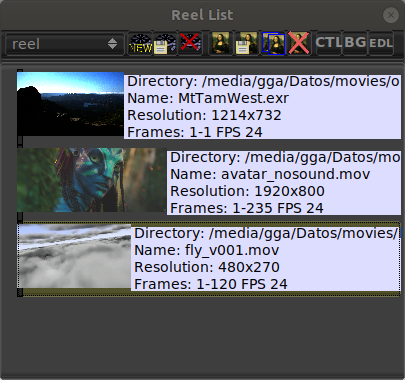 Reel List
reel
NEW
CTL BG EDL
Directory: /media/gga/Datos/movies/o
Name: MtTamWest.exr
Resolution: 1214x732
Frames: 1-1 FPS 24
Directory: /media/gga/Datos/mo
Name: avatar_nosound.mov
Resolution: 1920x800
Frames: 1-235 FPS 24
Directory: /media/gga/Datos/movies/
Name: fly_v001.mov
Resolution: 480x270
Frames: 1-120 FPS 24